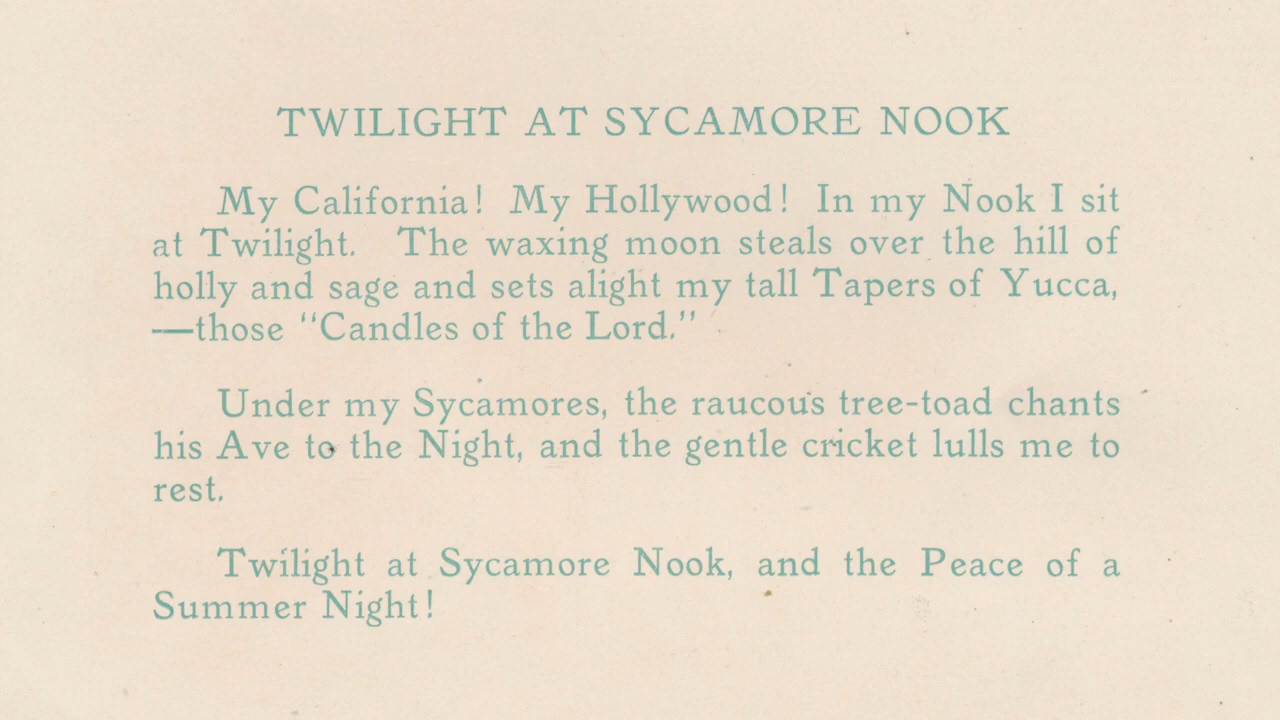 TWILIGHT AT SYCAMORE NOOK
My California! My Hollywood! In my Nook I sit
at Twilight. The waxing moon steals over the hill of
holly and sage and sets alight my tall Tapers of Yucca,
—those "Candles of the Lord."
Under my Sycamores, the raucous tree-toad chants
his Ave to the Night, and the gentle cricket lulls me to
rest.
Twilight at Sycamore Nook, and the Peace of a
Summer Night!